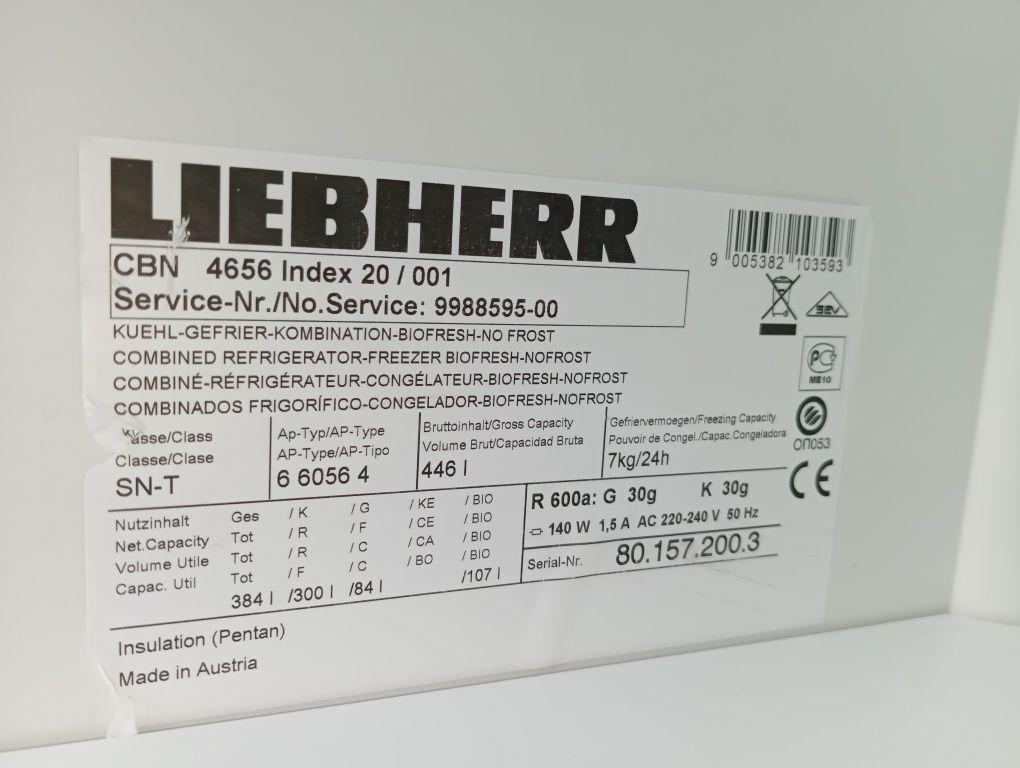 LIEBHERR
CBN 4656 Index 20 / 001
Service-Nr./No.Service: 9988595-00
KUEHL-GEFRIER-KOMBINATION-BIOFRESH-NO FROST
COMBINED REFRIGERATOR-FREEZER BIOFRESH-NOFROST
COMBINÉ-RÉFRIGÉRATEUR-CONGÉLATEUR-BIOFRESH-NOFROST
COMBINADOS FRIGORÍFICO-CONGELADOR-BIOFRESH-NOFROST
9 005382 103593
SEV
PC
ME10
ОП053
CE
Klasse/Class
Classe/Clase
SN-T
Ap-Typ/AP-Type
AP-Type/AP-Tipo
6 6056 4
Bruttoinhalt/Gross Capacity
Volume Brut/Capacidad Bruta
446 l
Gefriervermoegen/Freezing Capacity
Pouvoir de Congel./Capac.Congeladora
7kg/24h
Nutzinhalt Ges / K / G / KE / BIO
Net.Capacity Tot / R / F / CE / BIO
Volume Utile Tot / R / C / CA / BIO
Capac. Util Tot / F / C / BO / BIO
384 l /300 l /84 l /107 l
R 600a: G 30g K 30g
140 W 1,5 A AC 220-240 V 50 Hz
Serial-Nr. 80.157.200.3
Insulation (Pentan)
Made in Austria